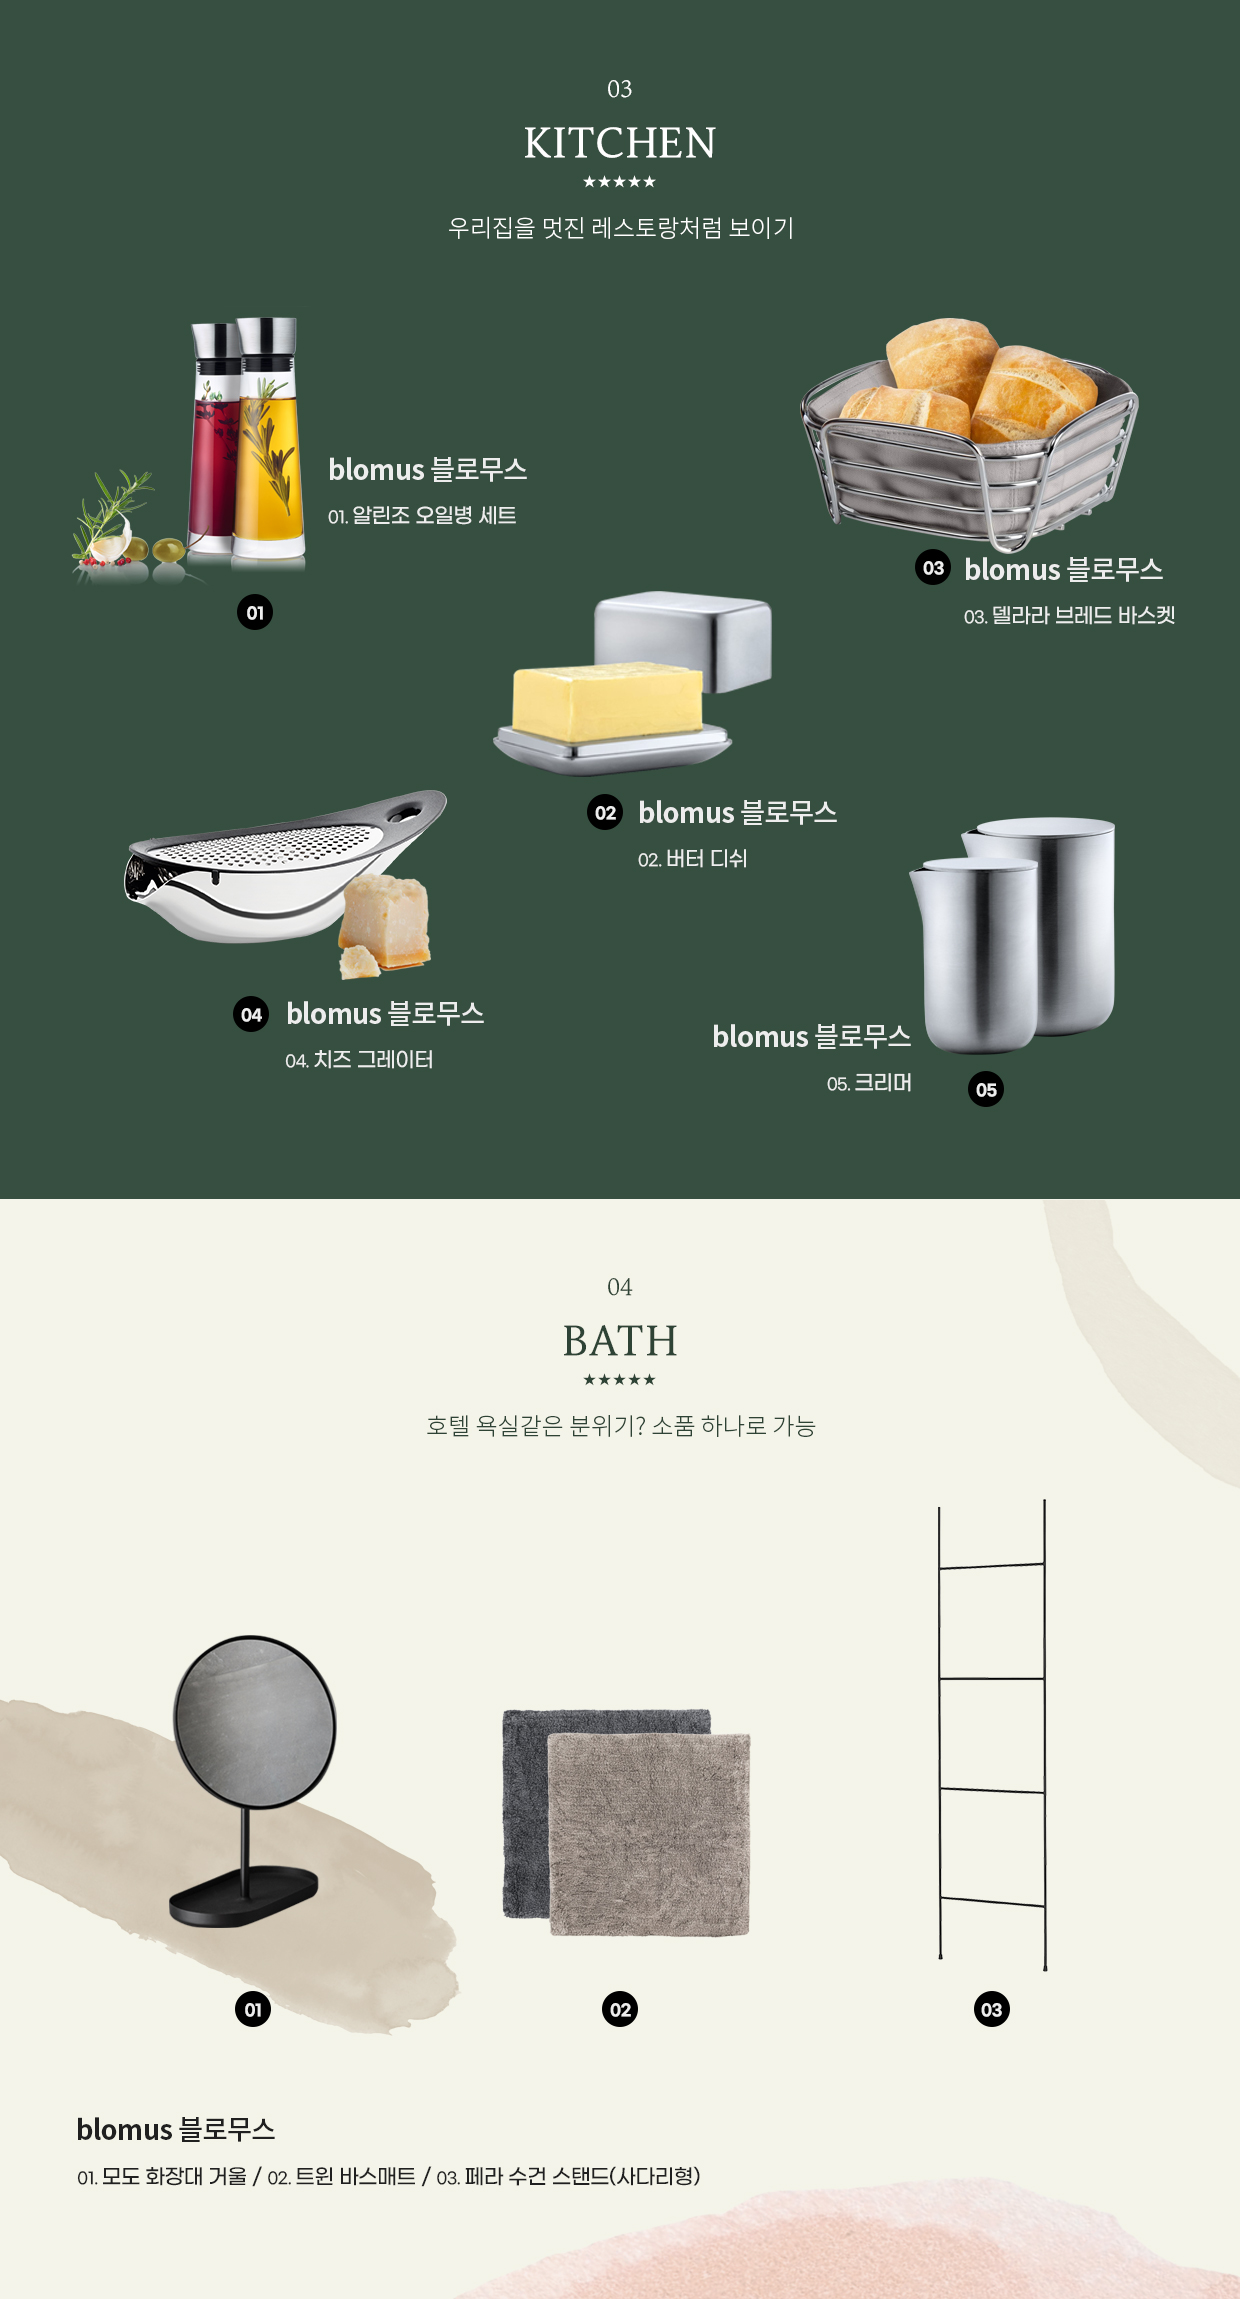 03
KITCHEN
★★★★★
우리집을 멋진 레스토랑처럼 보이기
blomus 블로무스
01. 알린조 오일병 세트
01
03
blomus 블로무스
03. 델라라 브레드 바스켓
02
blomus 블로무스
02. 버터 디쉬
04
blomus 블로무스
04. 치즈 그레이터
blomus 블로무스
05. 크리머
05
04
BATH
★★★★★
호텔 욕실같은 분위기? 소품 하나로 가능
01
02
03
blomus 블로무스
01. 모도 화장대 거울 / 02. 트윈 바스매트 / 03. 페라 수건 스탠드(사다리형)